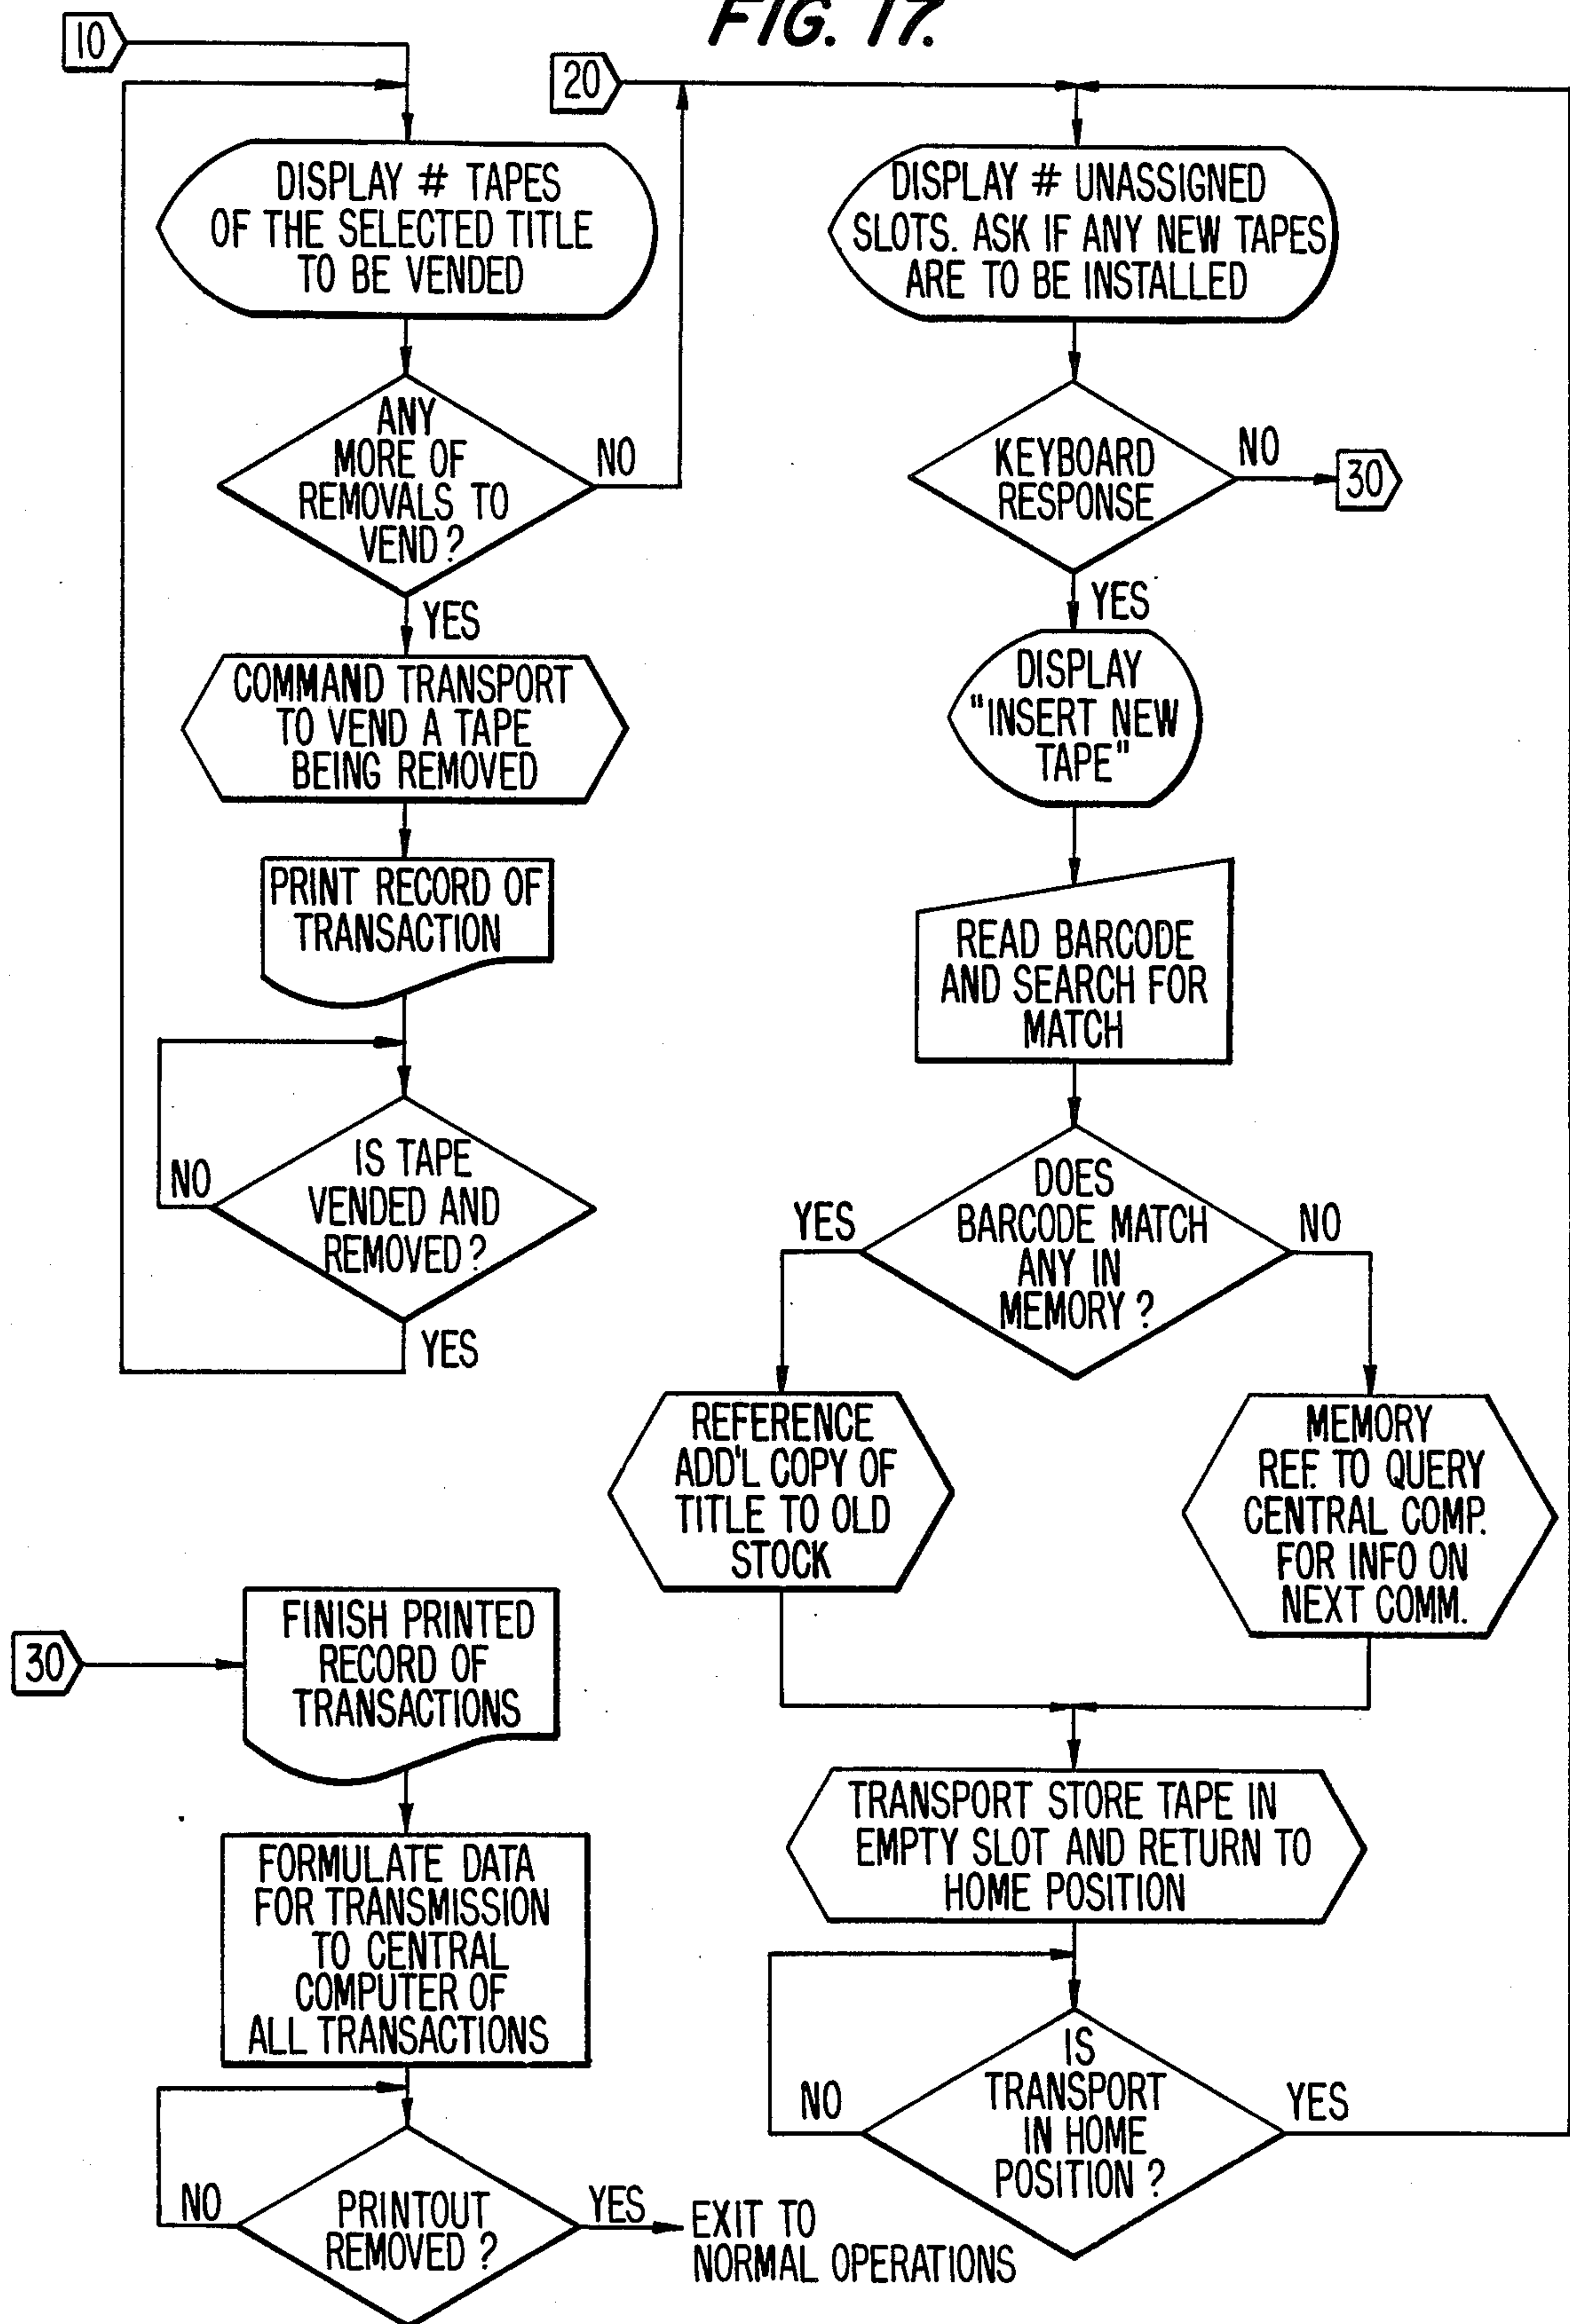 FIG. 17.
10
DISPLAY # TAPES
OF THE SELECTED TITLE
TO BE VENDED
ANY
MORE OF
REMOVALS TO
VEND?
NO
YES
COMMAND TRANSPORT
TO VEND A TAPE
BEING REMOVED
PRINT RECORD OF
TRANSACTION
IS TAPE
VENDED AND
REMOVED?
NO
YES
20
DISPLAY # UNASSIGNED
SLOTS. ASK IF ANY NEW TAPES
ARE TO BE INSTALLED
KEYBOARD
RESPONSE
NO
30
YES
DISPLAY
"INSERT NEW
TAPE"
READ BARCODE
AND SEARCH FOR
MATCH
DOES
BARCODE MATCH
ANY IN
MEMORY?
YES
NO
REFERENCE
ADD'L COPY OF
TITLE TO OLD
STOCK
MEMORY
REF. TO QUERY
CENTRAL COMP.
FOR INFO ON
NEXT COMM.
TRANSPORT STORE TAPE IN
EMPTY SLOT AND RETURN TO
HOME POSITION
IS
TRANSPORT
IN HOME
POSITION?
NO
YES
30
FINISH PRINTED
RECORD OF
TRANSACTIONS
FORMULATE DATA
FOR TRANSMISSION
TO CENTRAL
COMPUTER OF
ALL TRANSACTIONS
PRINTOUT
REMOVED?
NO
YES
EXIT TO
NORMAL OPERATIONS